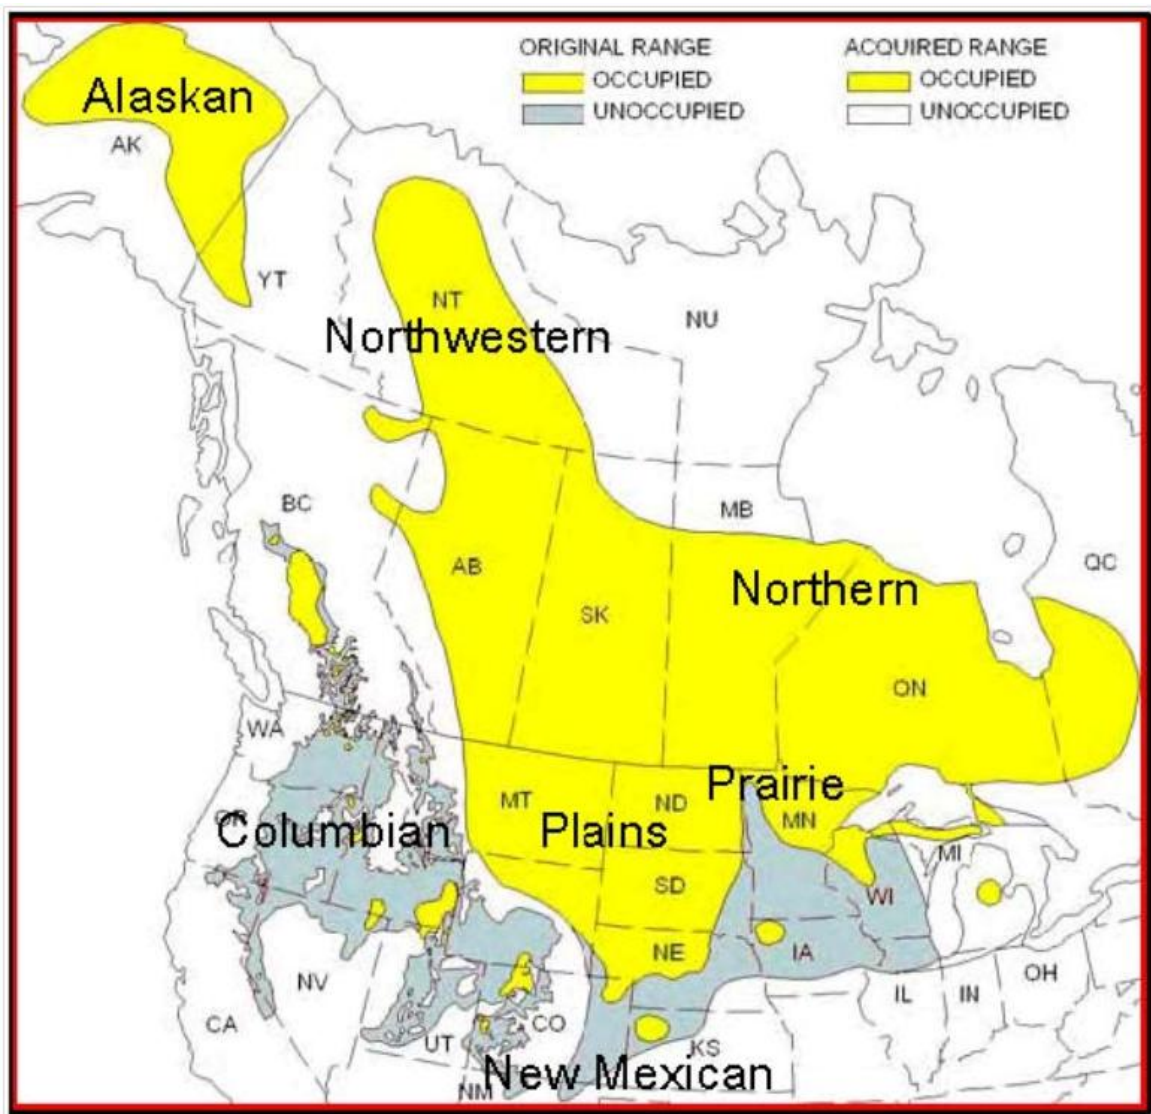 ORIGINAL RANGE
OCCUPIED
UNOCCUPIED
ACQUIRED RANGE
OCCUPIED
UNOCCUPIED
Alaskan
AK
YT
NT
Northwestern
NU
BC
MB
AB
QC
Northern
SK
ON
WA
Prairie
MT
ND
MN
OR
Columbian
Plains
MI
SD
WI
NE
IA
NV
OH
IL
IN
CA
CO
UT
KS
New Mexican
NM